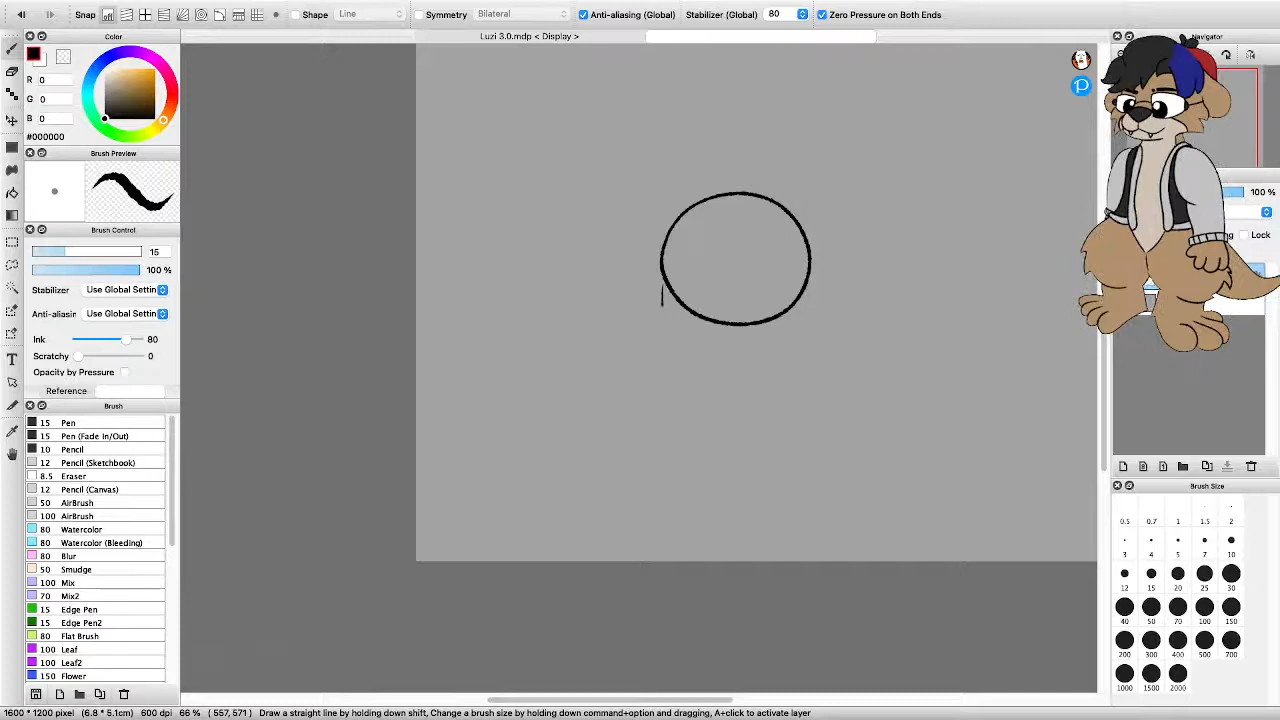 Snap Shape Line Symmetry Bilateral Anti-aliasing (Global) Stabilizer (Global) 80 Zero Pressure on Both Ends
Color
Luzi 3.0.mdp < Display >
Navigator
R 0
G 0
B 0
#000000
Brush Preview
Brush Control
15
100 %
Stabilizer Use Global Settin
Anti-aliasin Use Global Settin
Ink 80
Scratchy 0
Opacity by Pressure
Reference
Brush
15 Pen
15 Pen (Fade In/Out)
10 Pencil
12 Pencil (Sketchbook)
8.5 Eraser
12 Pencil (Canvas)
50 AirBrush
100 AirBrush
80 Watercolor
80 Watercolor (Bleeding)
80 Blur
50 Smudge
100 Mix
70 Mix2
15 Edge Pen
15 Edge Pen2
80 Flat Brush
100 Leaf
100 Leaf2
150 Flower
100 %
Lock
Brush Size
0.5 0.7 1 1.5 2
3 4 5 7 10
12 15 20 25 30
40 50 70 100 150
200 300 400 500 700
1000 1500 2000
1600 * 1200 pixel (6.8 * 5.1cm) 600 dpi 66 % ( 557, 571 ) Draw a straight line by holding down shift, Change a brush size by holding down command+option and dragging, A+click to activate layer